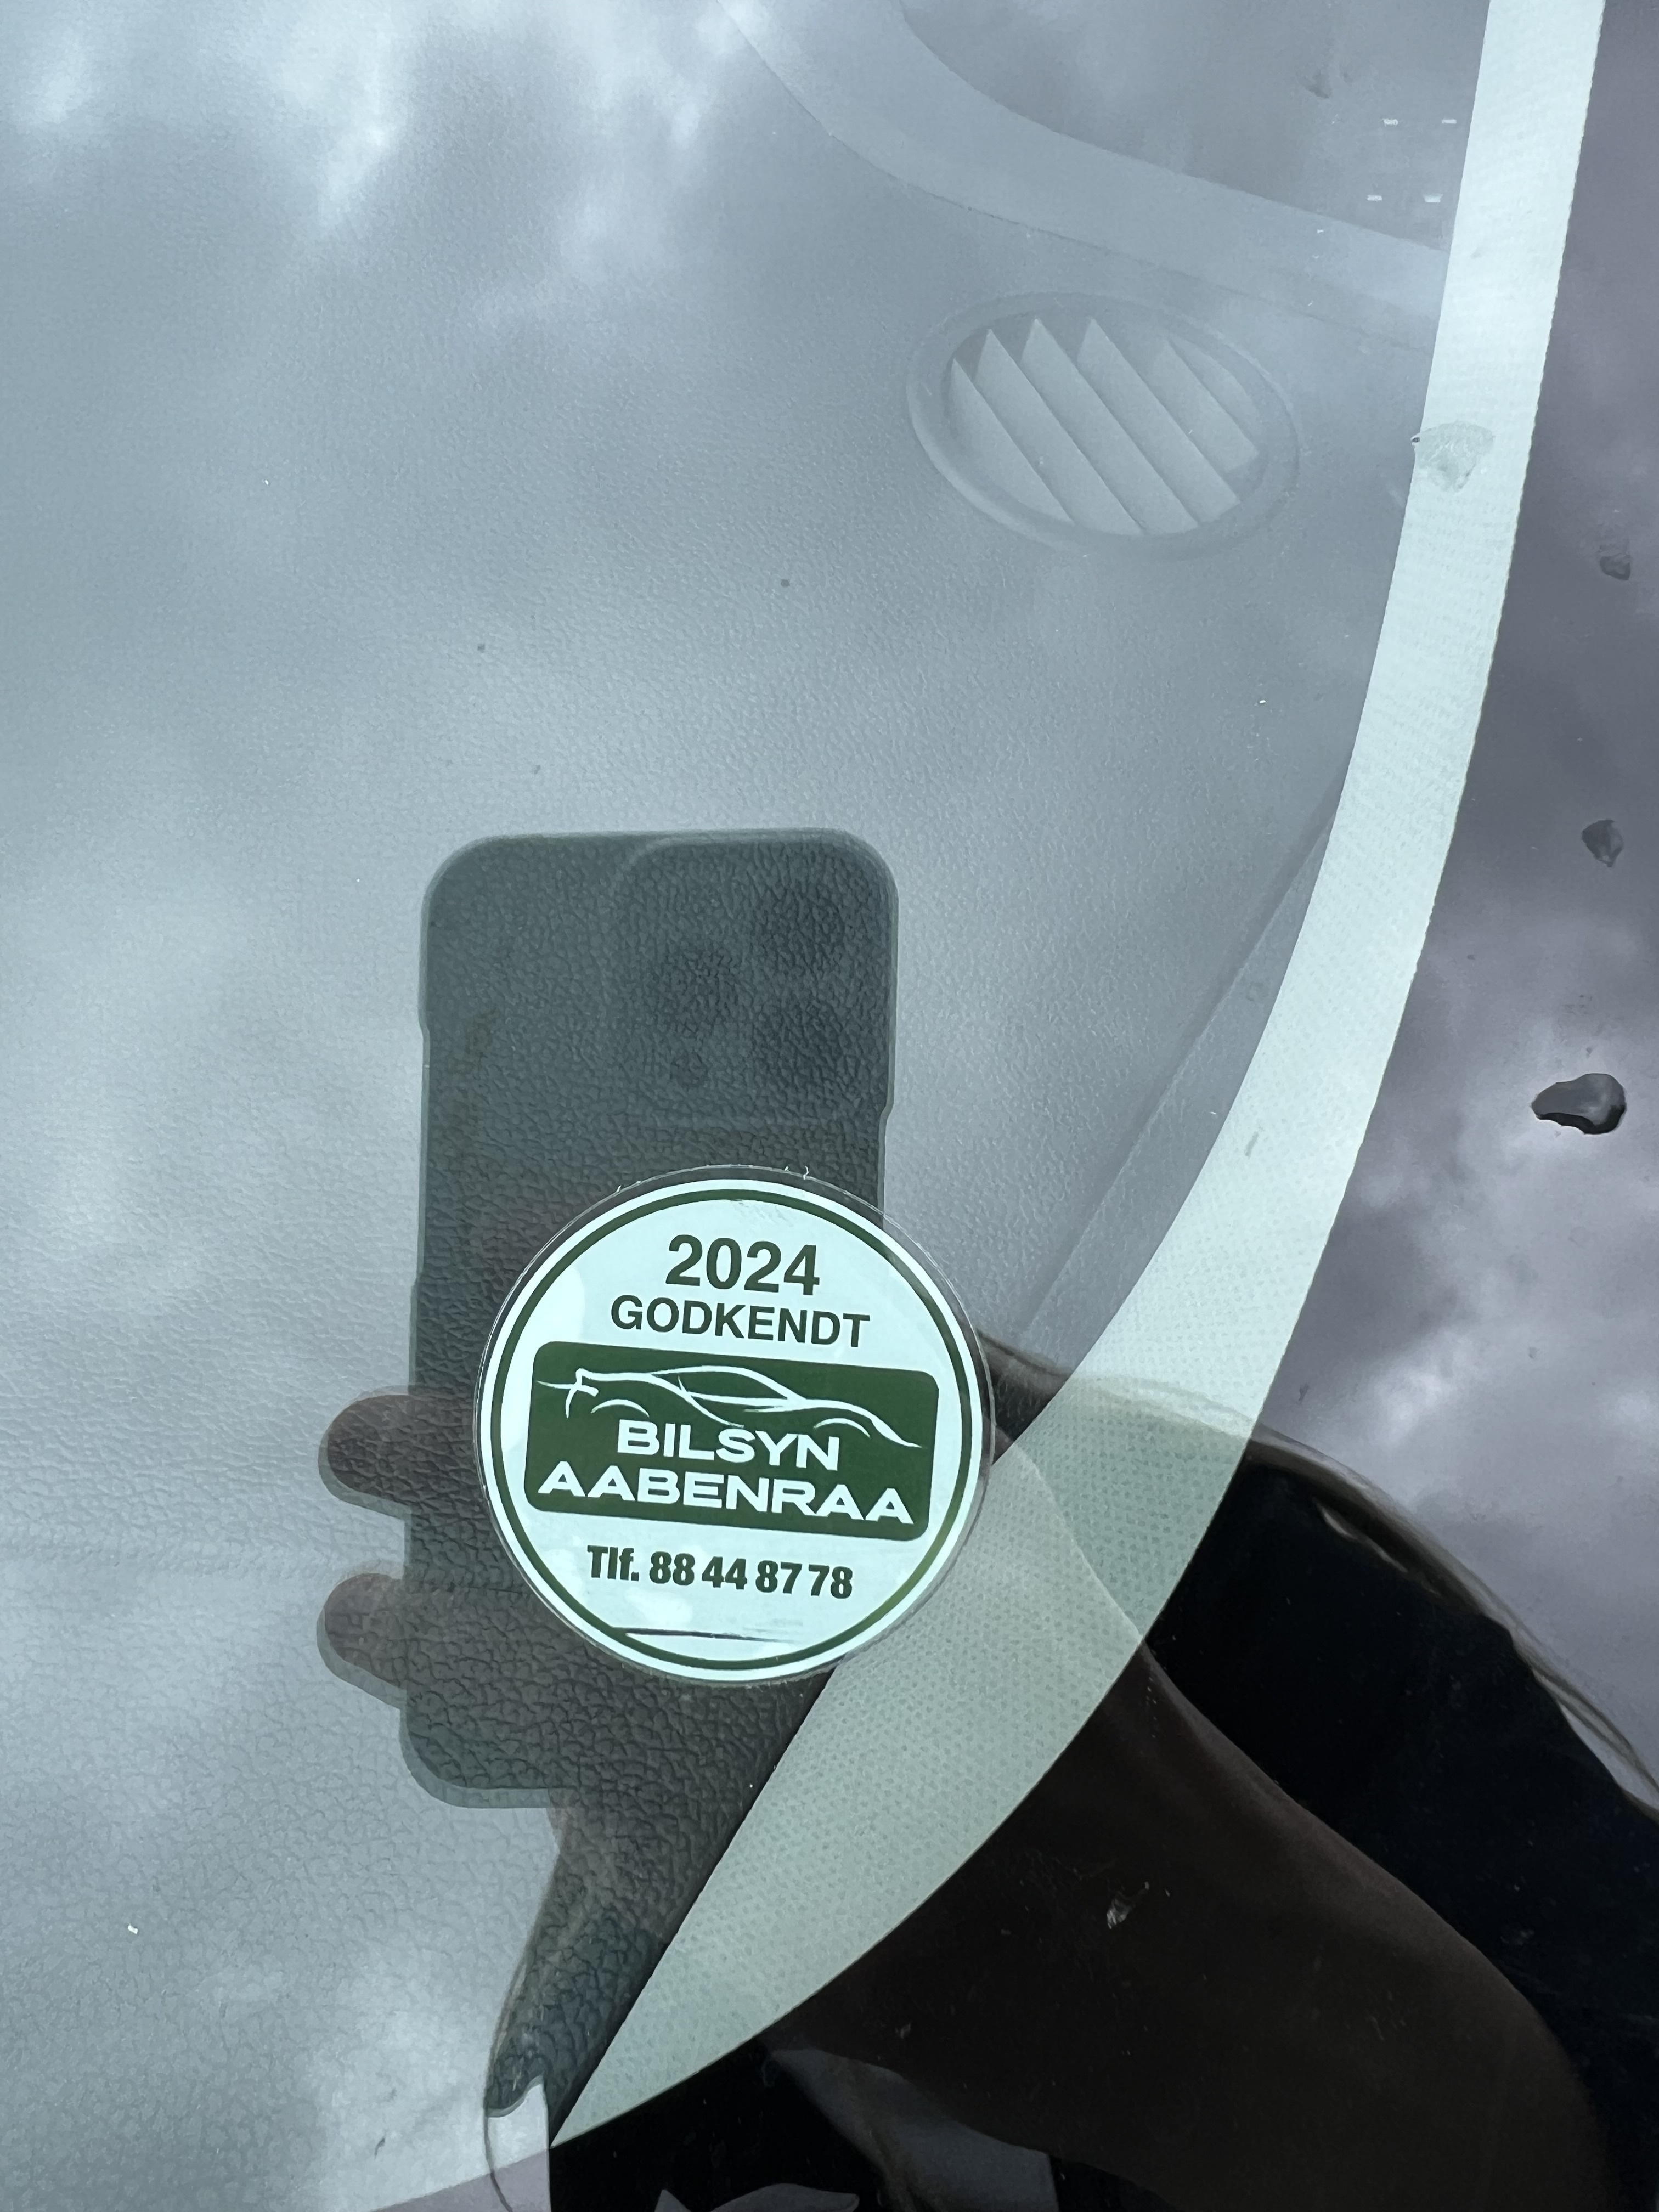 2024
GODKENDT
BILSYN
AABENRAA
Tlf. 88 44 87 78